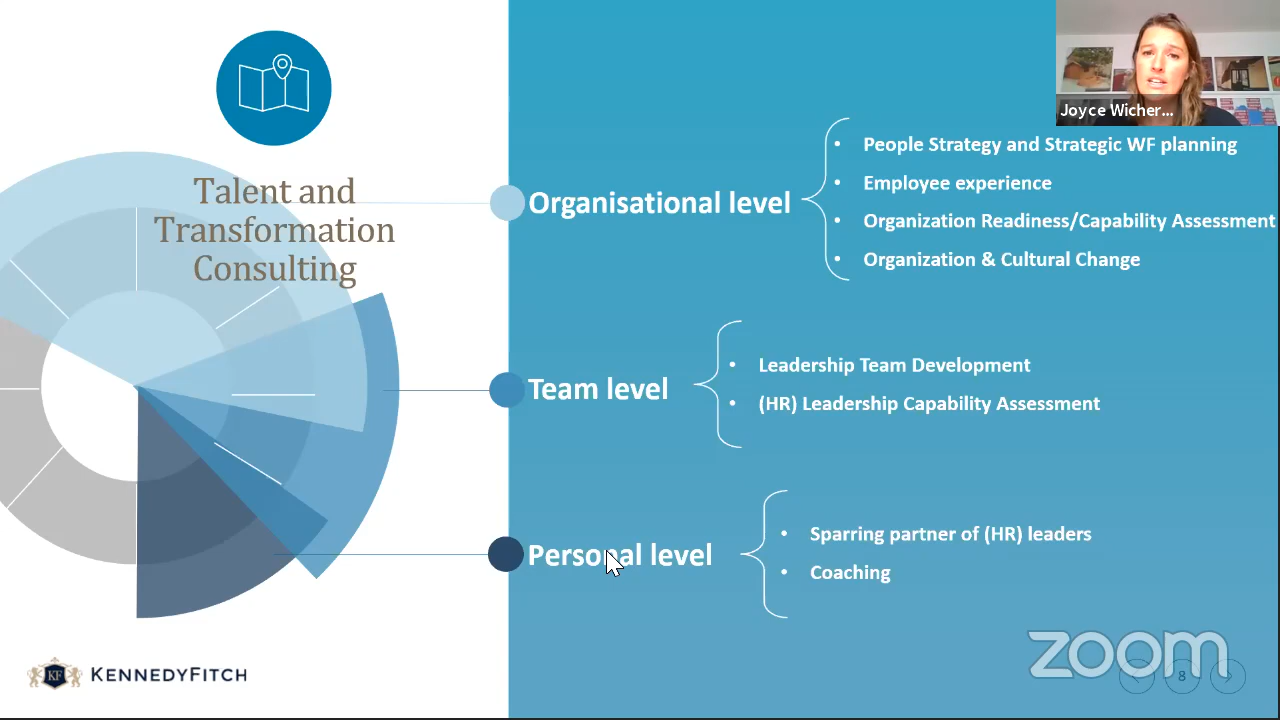 Talent and
Transformation
Consulting
Joyce Wicher...
Organisational level
• People Strategy and Strategic WF planning
• Employee experience
• Organization Readiness/Capability Assessment
• Organization & Cultural Change
Team level
• Leadership Team Development
• (HR) Leadership Capability Assessment
Personal level
• Sparring partner of (HR) leaders
• Coaching
KF KENNEDYFITCH
zoom
8